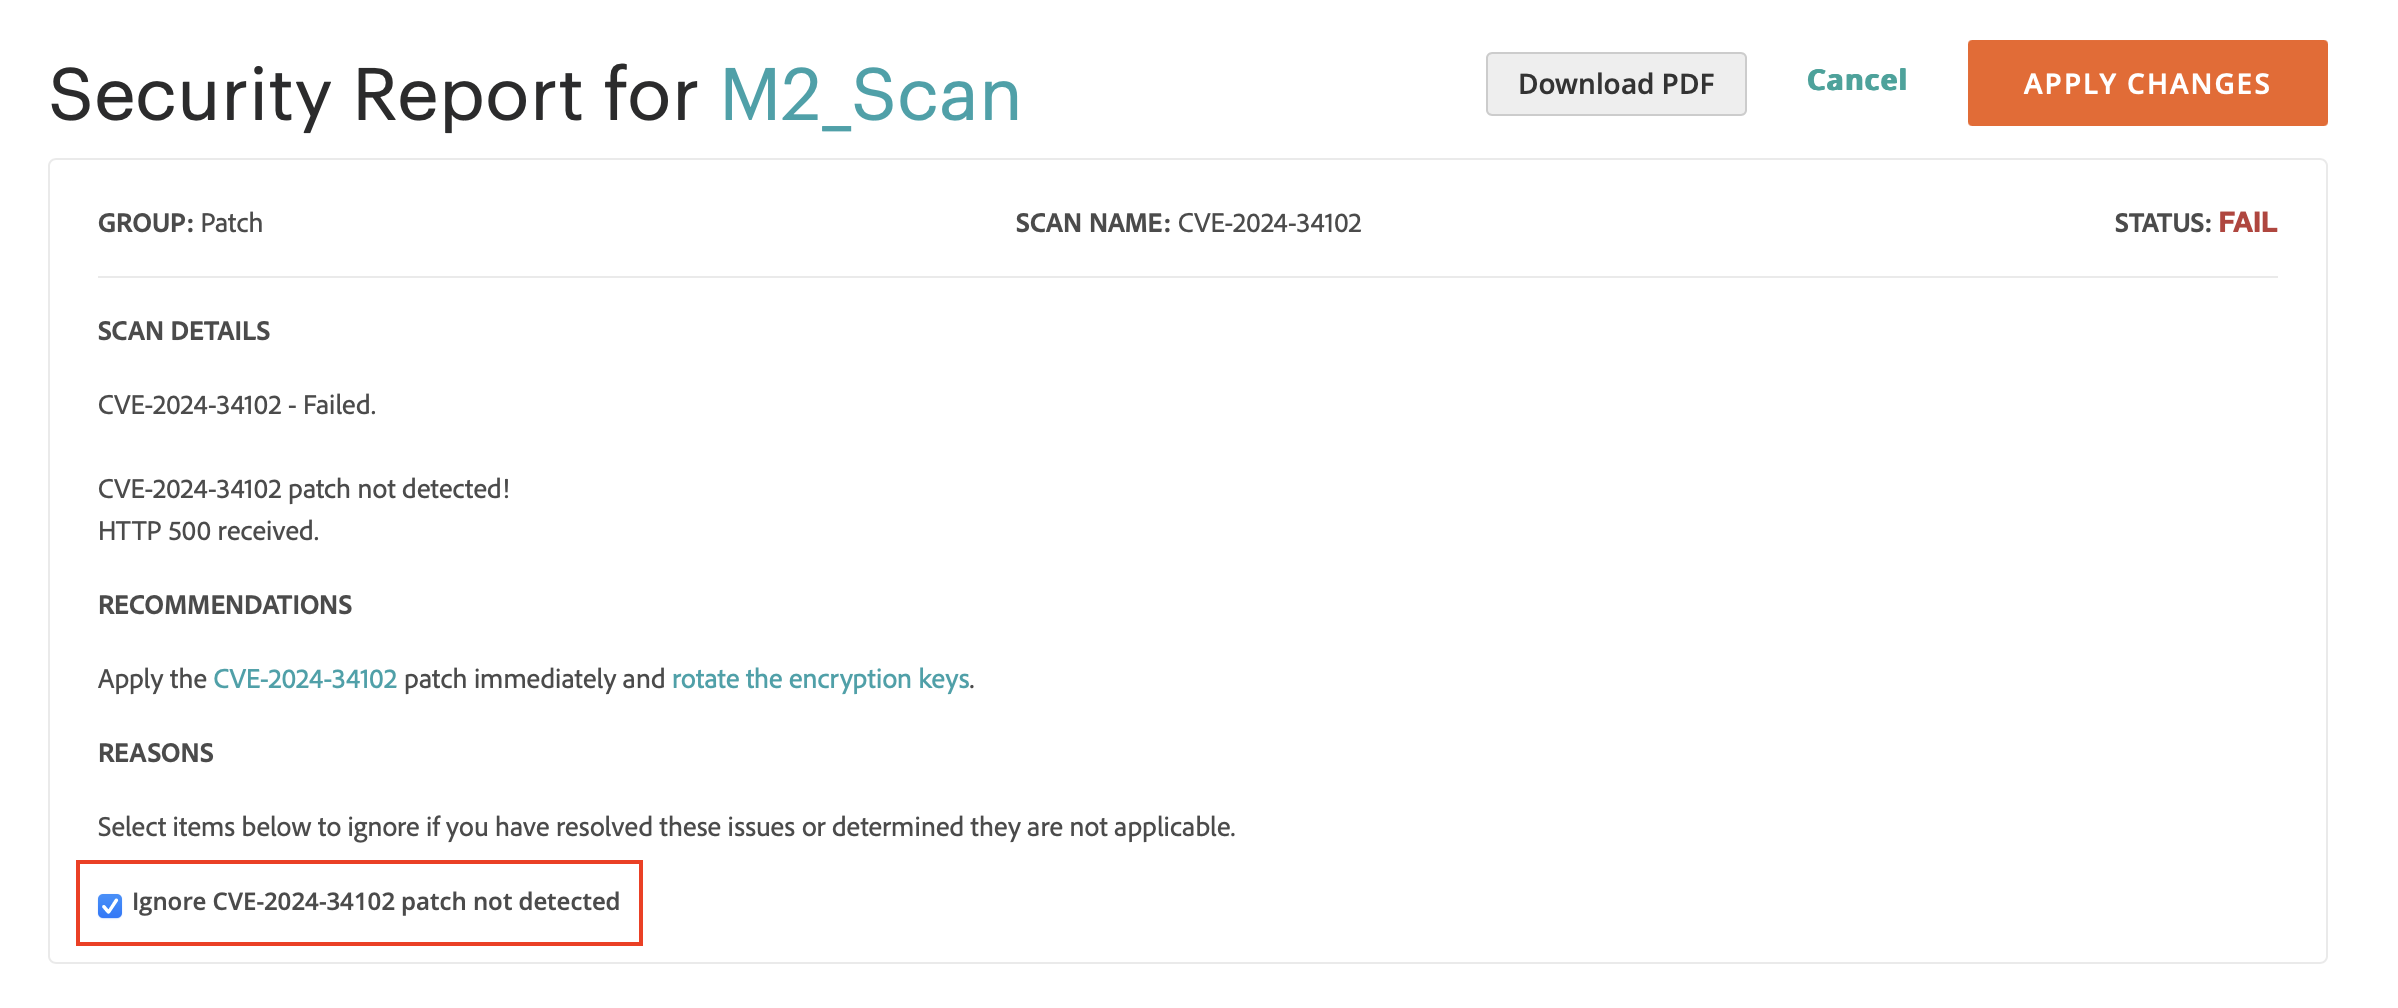 Security Report for M2_Scan
Download PDF
Cancel
APPLY CHANGES
GROUP: Patch
SCAN NAME: CVE-2024-34102
STATUS: FAIL
SCAN DETAILS
CVE-2024-34102 - Failed.
CVE-2024-34102 patch not detected!
HTTP 500 received.
RECOMMENDATIONS
Apply the CVE-2024-34102 patch immediately and rotate the encryption keys.
REASONS
Select items below to ignore if you have resolved these issues or determined they are not applicable.
Ignore CVE-2024-34102 patch not detected